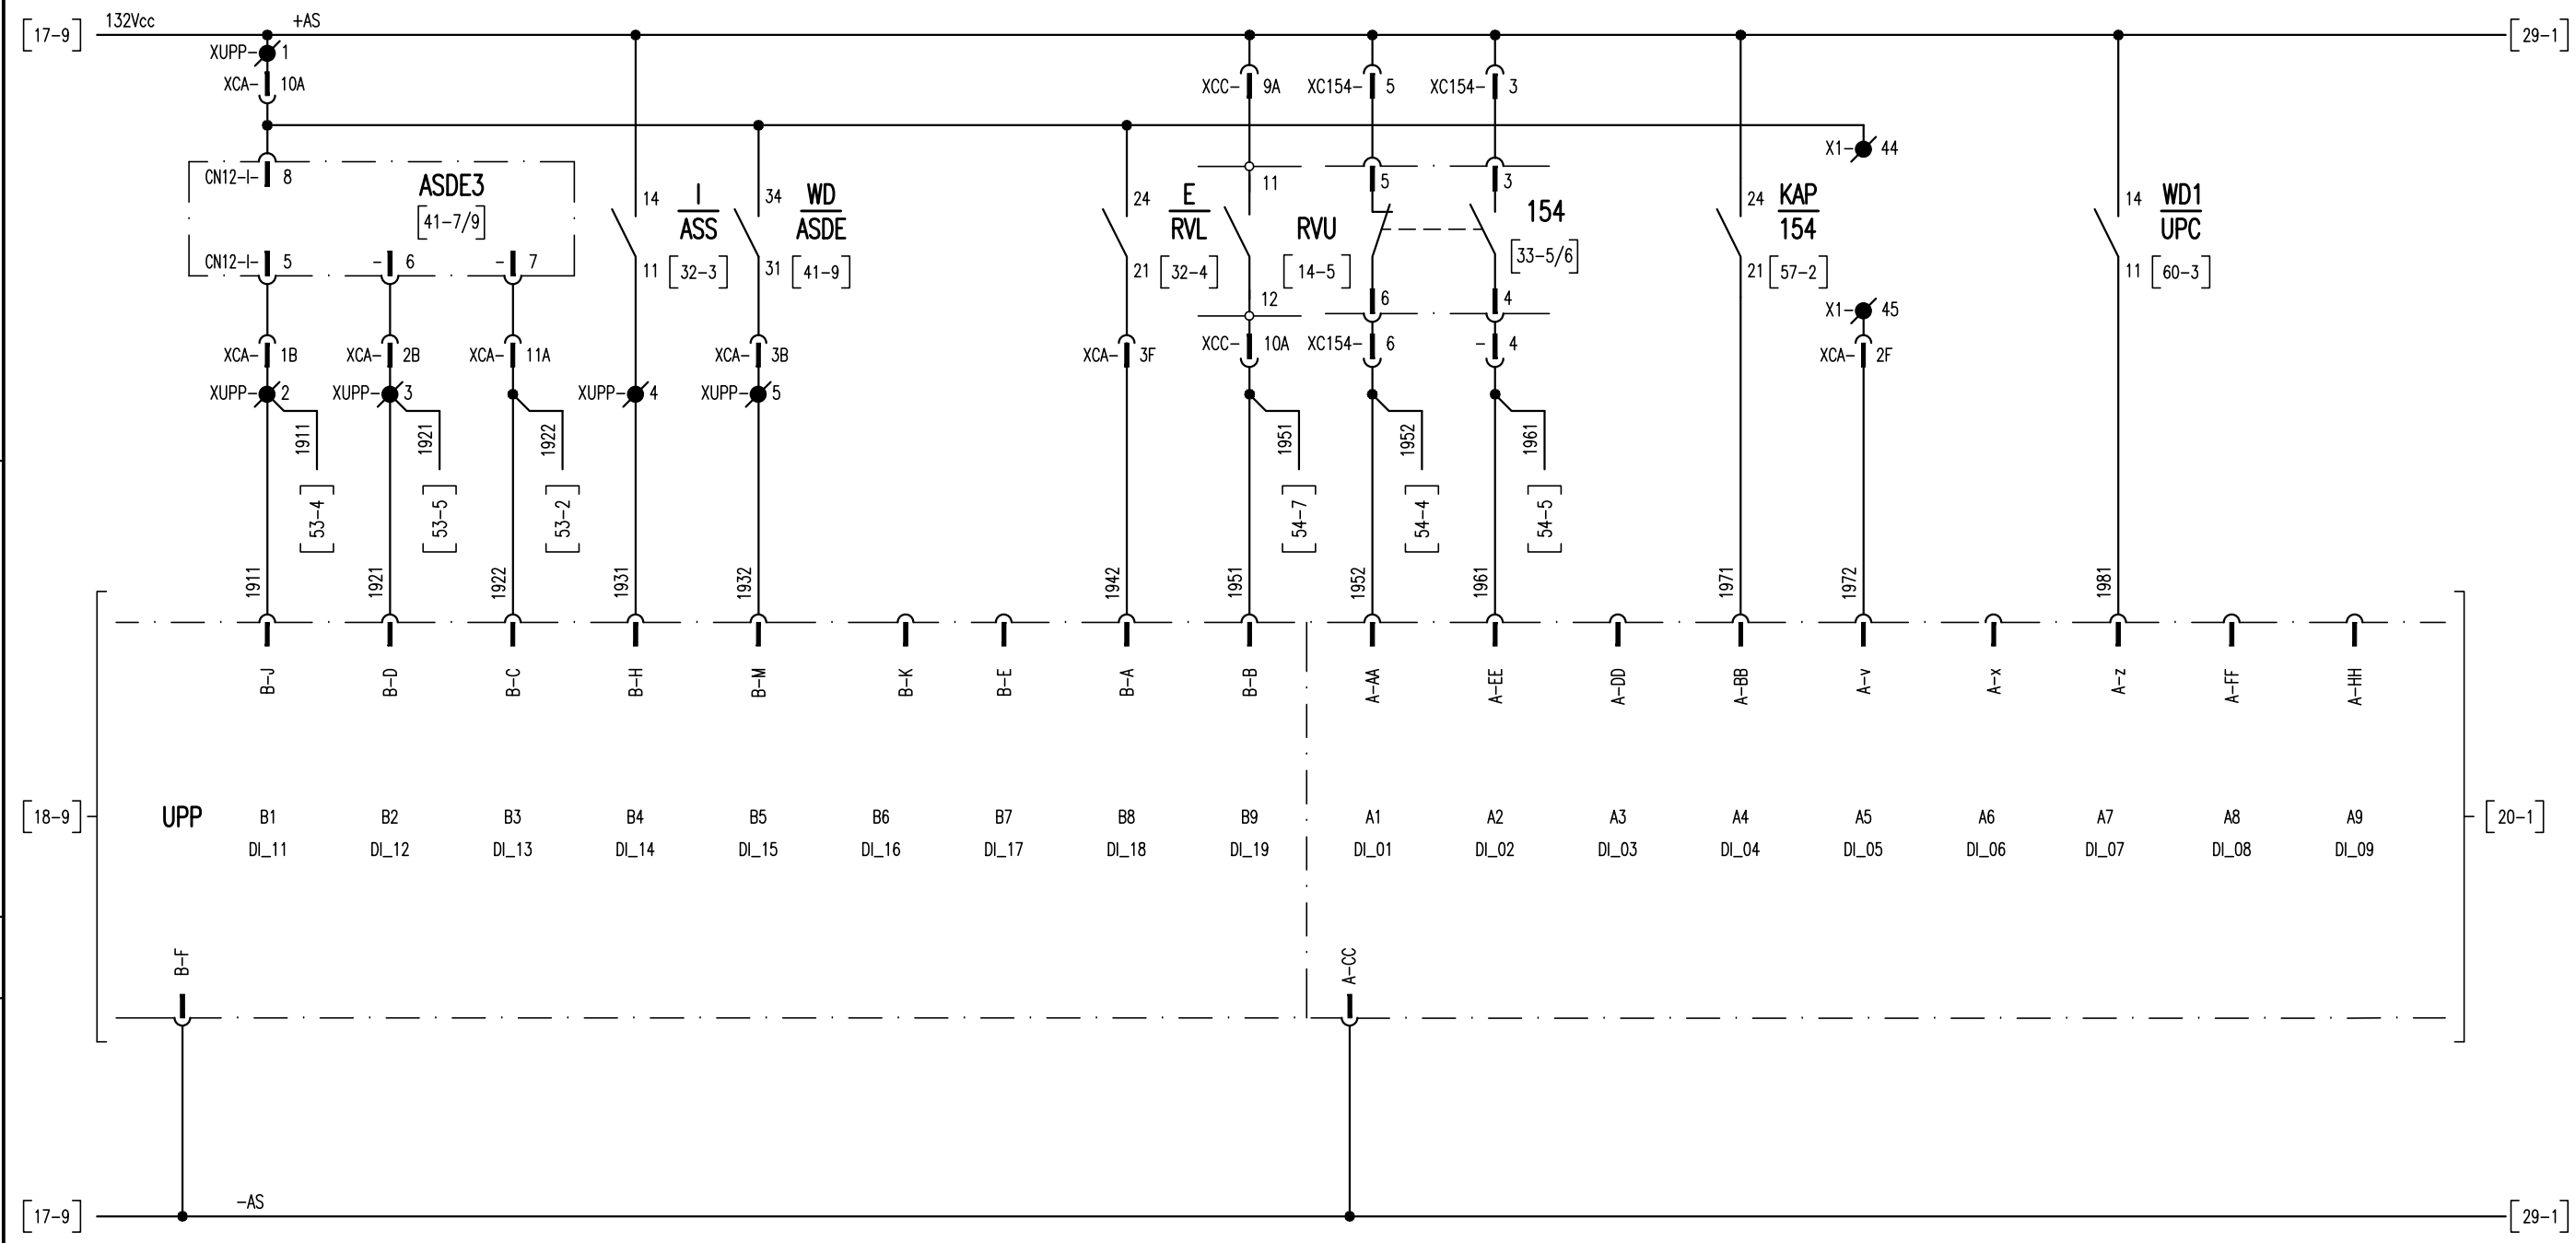 [17-9] 132Vcc +AS [29-1]
XUPP- 1
XCA- 10A XCC- 9A XC154- 5 XC154- 3
X1- 44
CN12-I- 8 ASDE3 11 5 3
[41-7/9]
14 I 34 WD 24 E 24 KAP 14 WD1
ASS ASDE RVL RVU 154 154 UPC
CN12-I- 5 - 6 - 7
11 [32-3] 31 [41-9] 21 [32-4] [14-5] [33-5/6] 21 [57-2] 11 [60-3]
12 6 4
X1- 45
XCC- 10A XC154- 6 - 4
XCA- 1B XCA- 2B XCA- 11A XCA- 3B XCA- 3F XCA- 2F
XUPP- 2 XUPP- 3 XUPP- 4 XUPP- 5
1911 1921 1922 1951 1952 1961
[53-4] [53-5] [53-2] [54-7] [54-4] [54-5]
1911 1921 1922 1931 1932 1942 1951 1952 1961 1971 1972 1981
B-J B-D B-C B-H B-M B-K B-E B-A B-B A-AA A-EE A-DD A-BB A-v A-x A-z A-FF A-HH
[18-9] UPP B1 B2 B3 B4 B5 B6 B7 B8 B9 A1 A2 A3 A4 A5 A6 A7 A8 A9 [20-1]
DI_11 DI_12 DI_13 DI_14 DI_15 DI_16 DI_17 DI_18 DI_19 DI_01 DI_02 DI_03 DI_04 DI_05 DI_06 DI_07 DI_08 DI_09
B-F A-CC
[17-9] -AS [29-1]